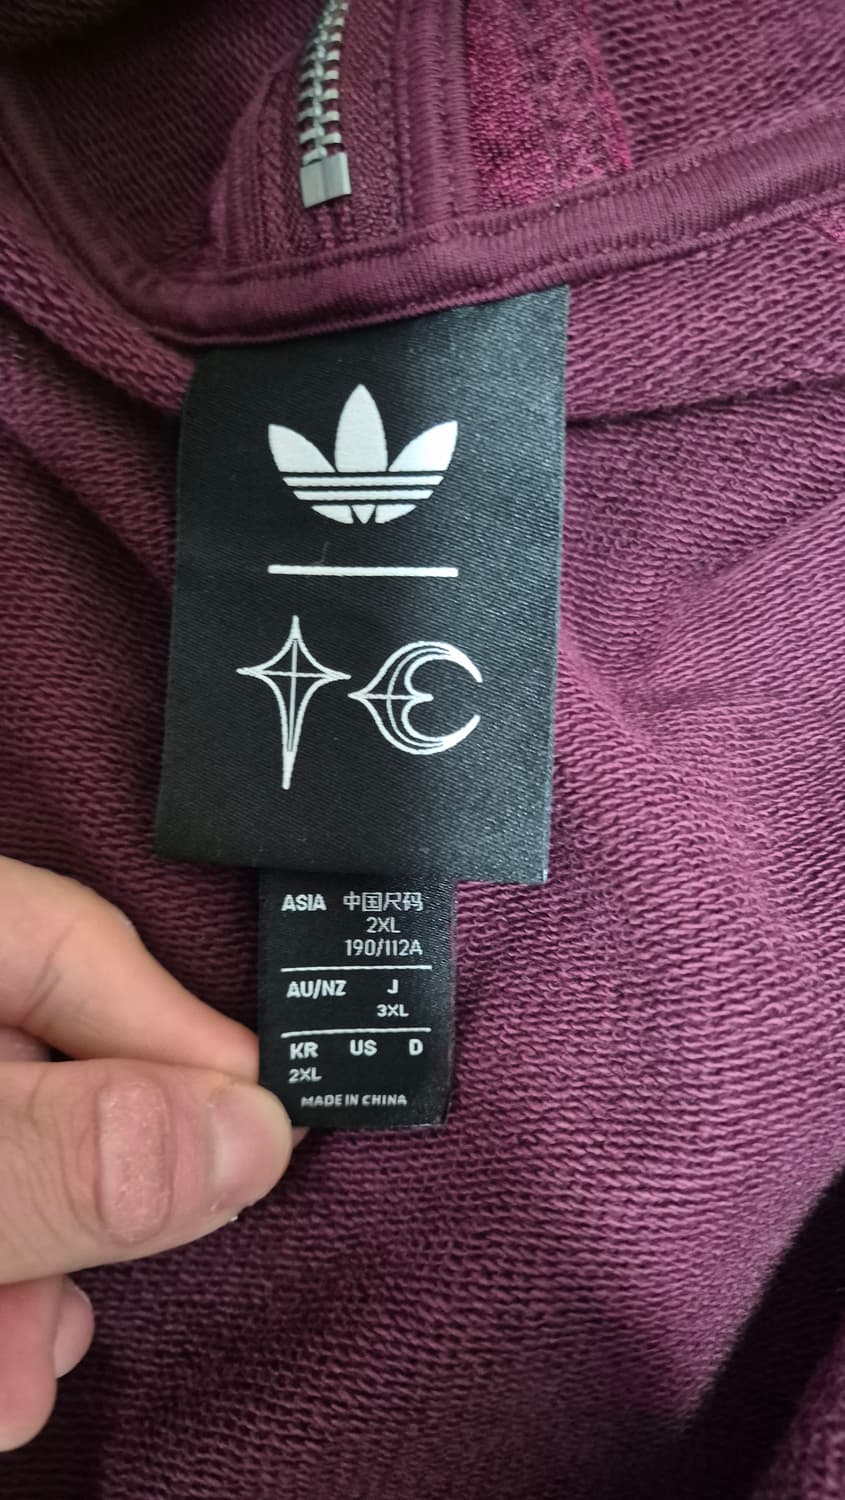 ASIA 中国尺码
2XL
190/112A
AU/NZ J
3XL
KR US D
2XL
MADE IN CHINA